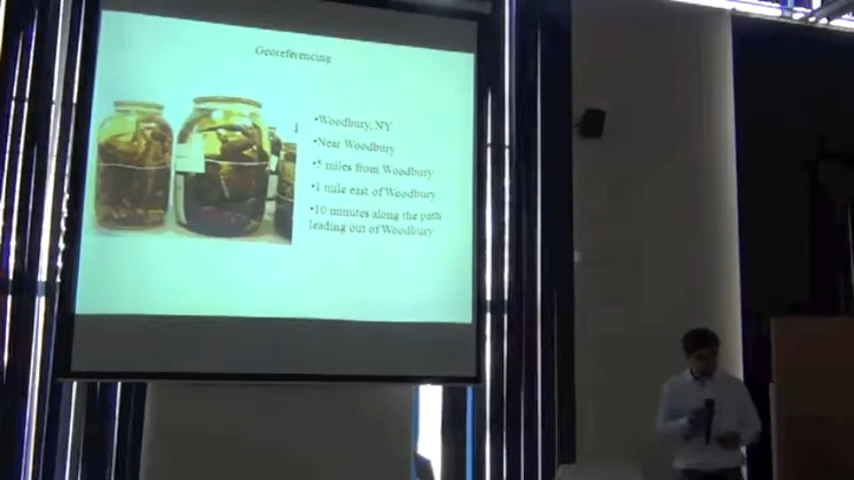 Georeferencing
•Woodbury, NY
•Near Woodbury
•5 miles from Woodbury
•1 mile east of Woodbury
•10 minutes along the path
leading out of Woodbury